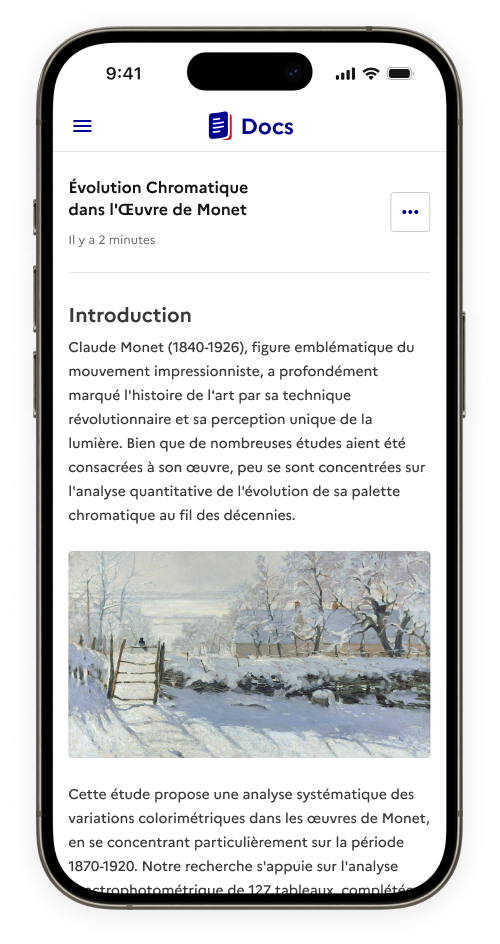 9:41
Docs
Évolution Chromatique
dans l'Œuvre de Monet
Il y a 2 minutes
Introduction
Claude Monet (1840-1926), figure emblématique du
mouvement impressionniste, a profondément
marqué l'histoire de l'art par sa technique
révolutionnaire et sa perception unique de la
lumière. Bien que de nombreuses études aient été
consacrées à son œuvre, peu se sont concentrées sur
l'analyse quantitative de l'évolution de sa palette
chromatique au fil des décennies.
Cette étude propose une analyse systématique des
variations colorimétriques dans les œuvres de Monet,
en se concentrant particulièrement sur la période
1870-1920. Notre recherche s'appuie sur l'analyse
de 127 tableaux, complétée